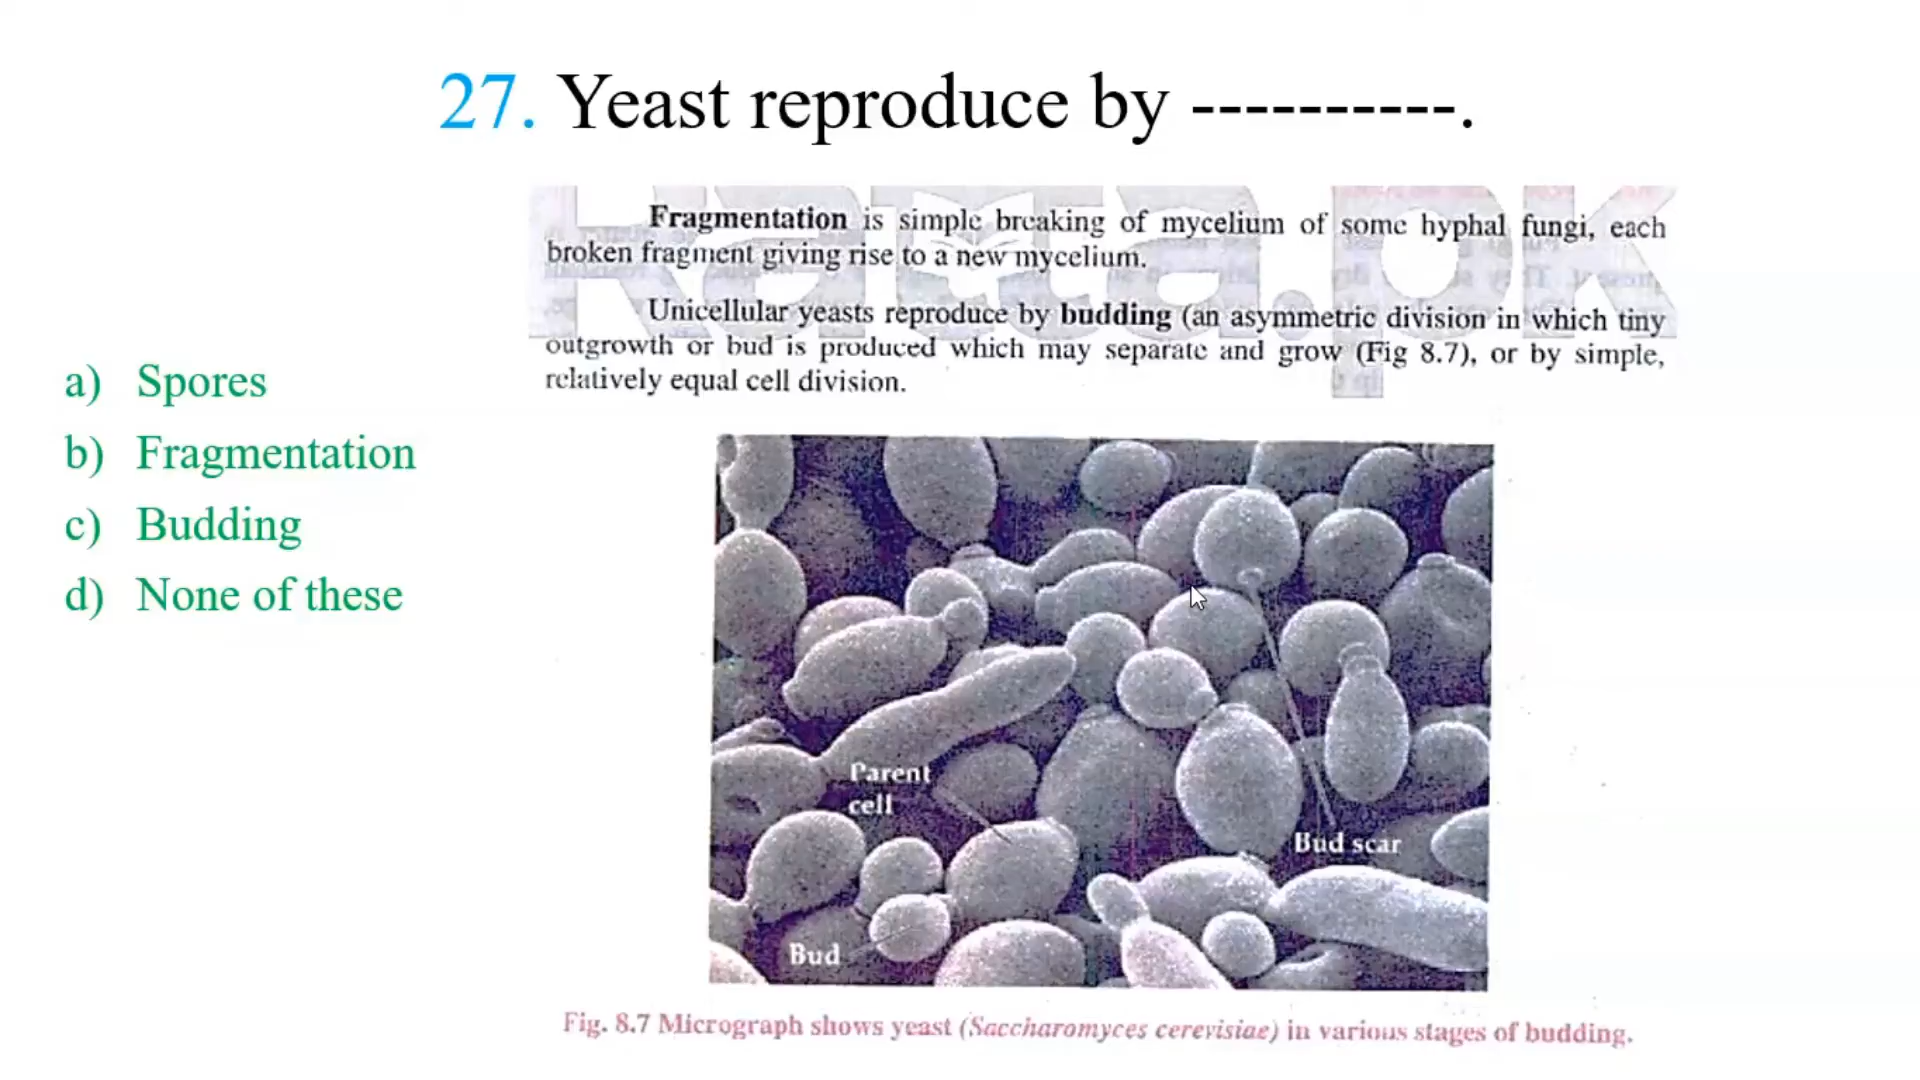 27. Yeast reproduce by ----------.
Fragmentation is simple breaking of mycelium of some hyphal fungi, each
broken fragment giving rise to a new mycelium.
Unicellular yeasts reproduce by budding (an asymmetric division in which tiny
outgrowth or bud is produced which may separate and grow (Fig 8.7), or by simple,
relatively equal cell division.
a) Spores
b) Fragmentation
c) Budding
d) None of these
Parent
cell
Bud scar
Bud
Fig. 8.7 Micrograph shows yeast (Saccharomyces cerevisiae) in various stages of budding.
ratta.pk